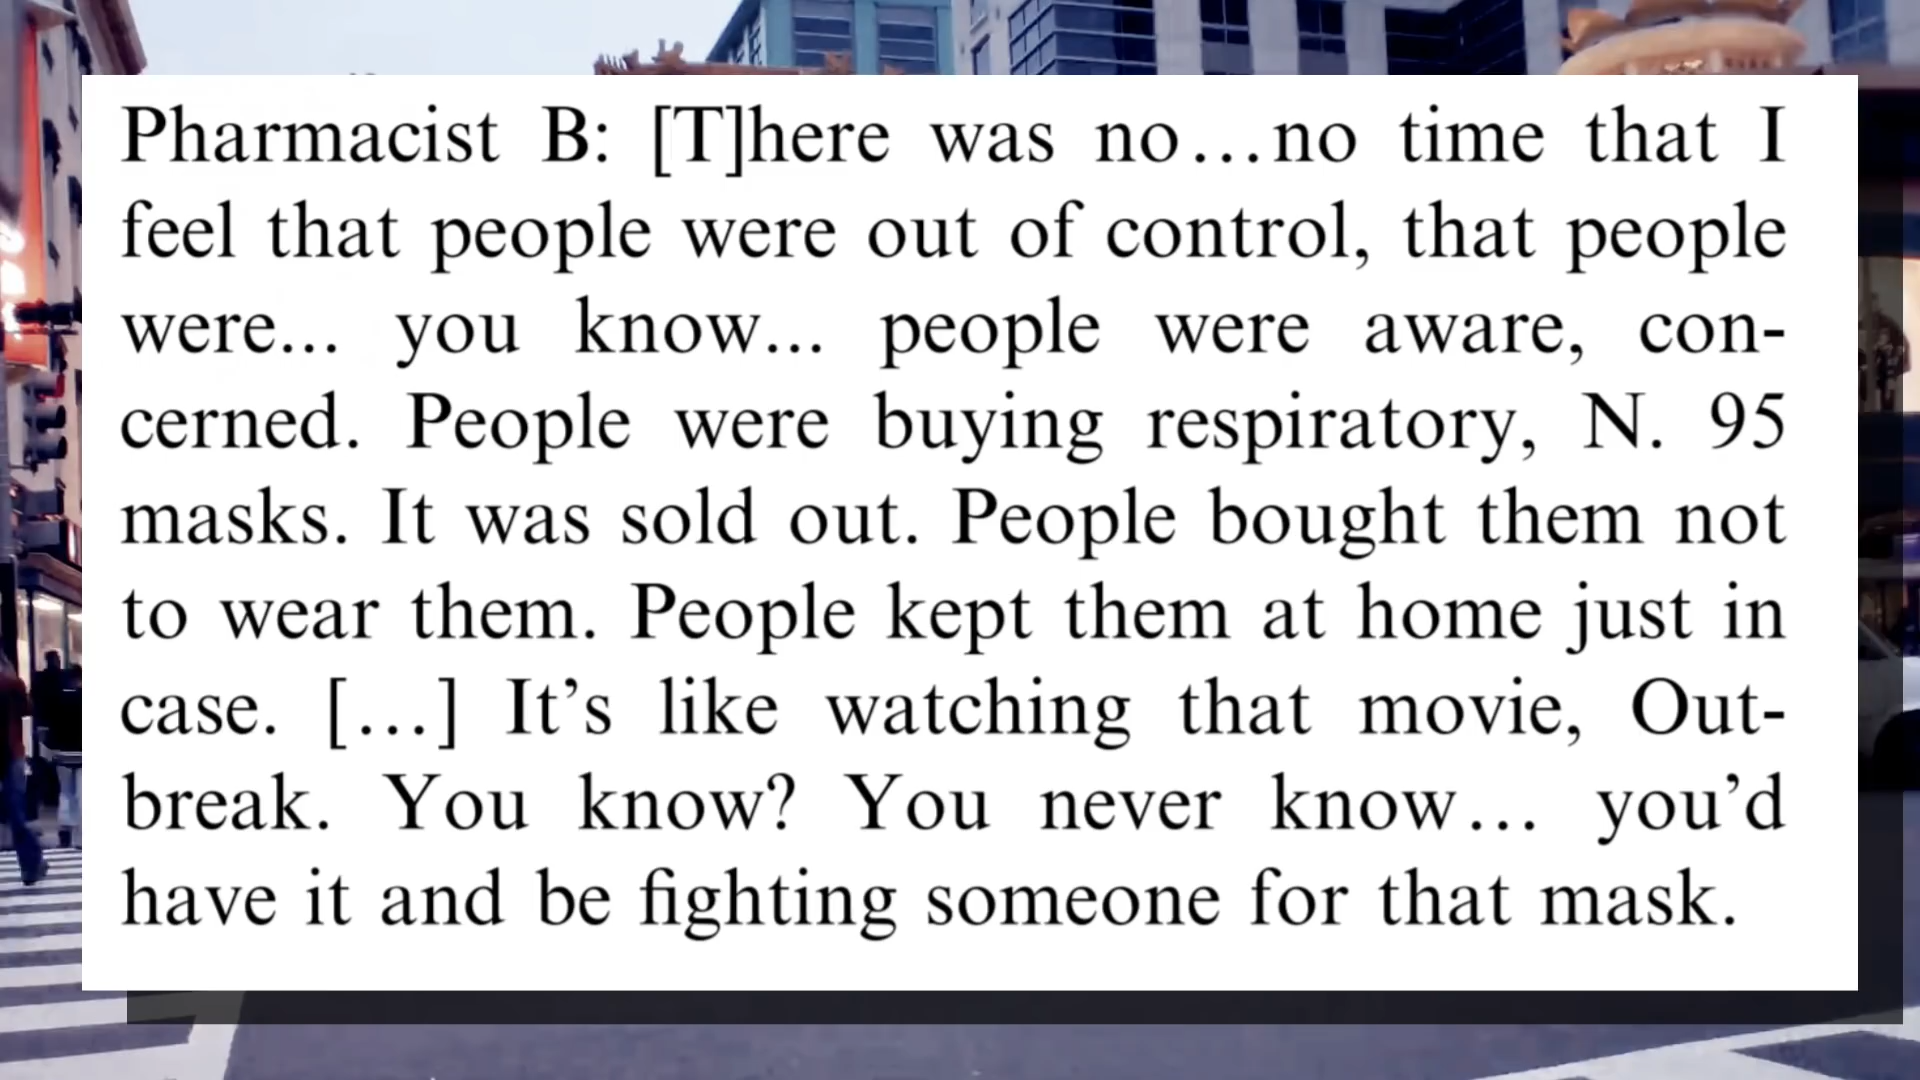 Pharmacist B: [T]here was no…no time that I
feel that people were out of control, that people
were... you know... people were aware, con-
cerned. People were buying respiratory, N. 95
masks. It was sold out. People bought them not
to wear them. People kept them at home just in
case. […] It’s like watching that movie, Out-
break. You know? You never know… you’d
have it and be fighting someone for that mask.